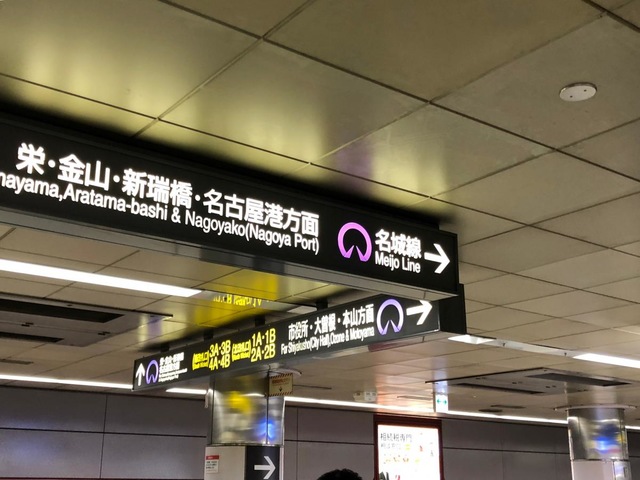 栄・金山・新瑞橋・名古屋港方面
nayama,Aratama-bashi & Nagoyako(Nagoya Port)
名城線
Meijo Line
市役所・大曽根・本山方面
For Shiyakusho(City Hall),Ozone & Motoyama
3A・3B
4A・4B
1A・1B
2A・2B